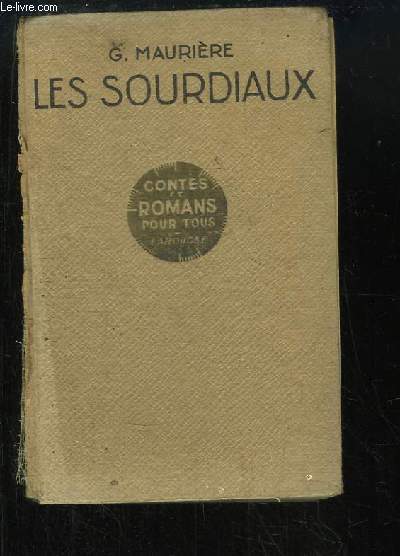 le-livre.com
G. MAURIÈRE
LES SOURDIAUX
CONTES
ET
ROMANS
POUR TOUS
LAROUSSE